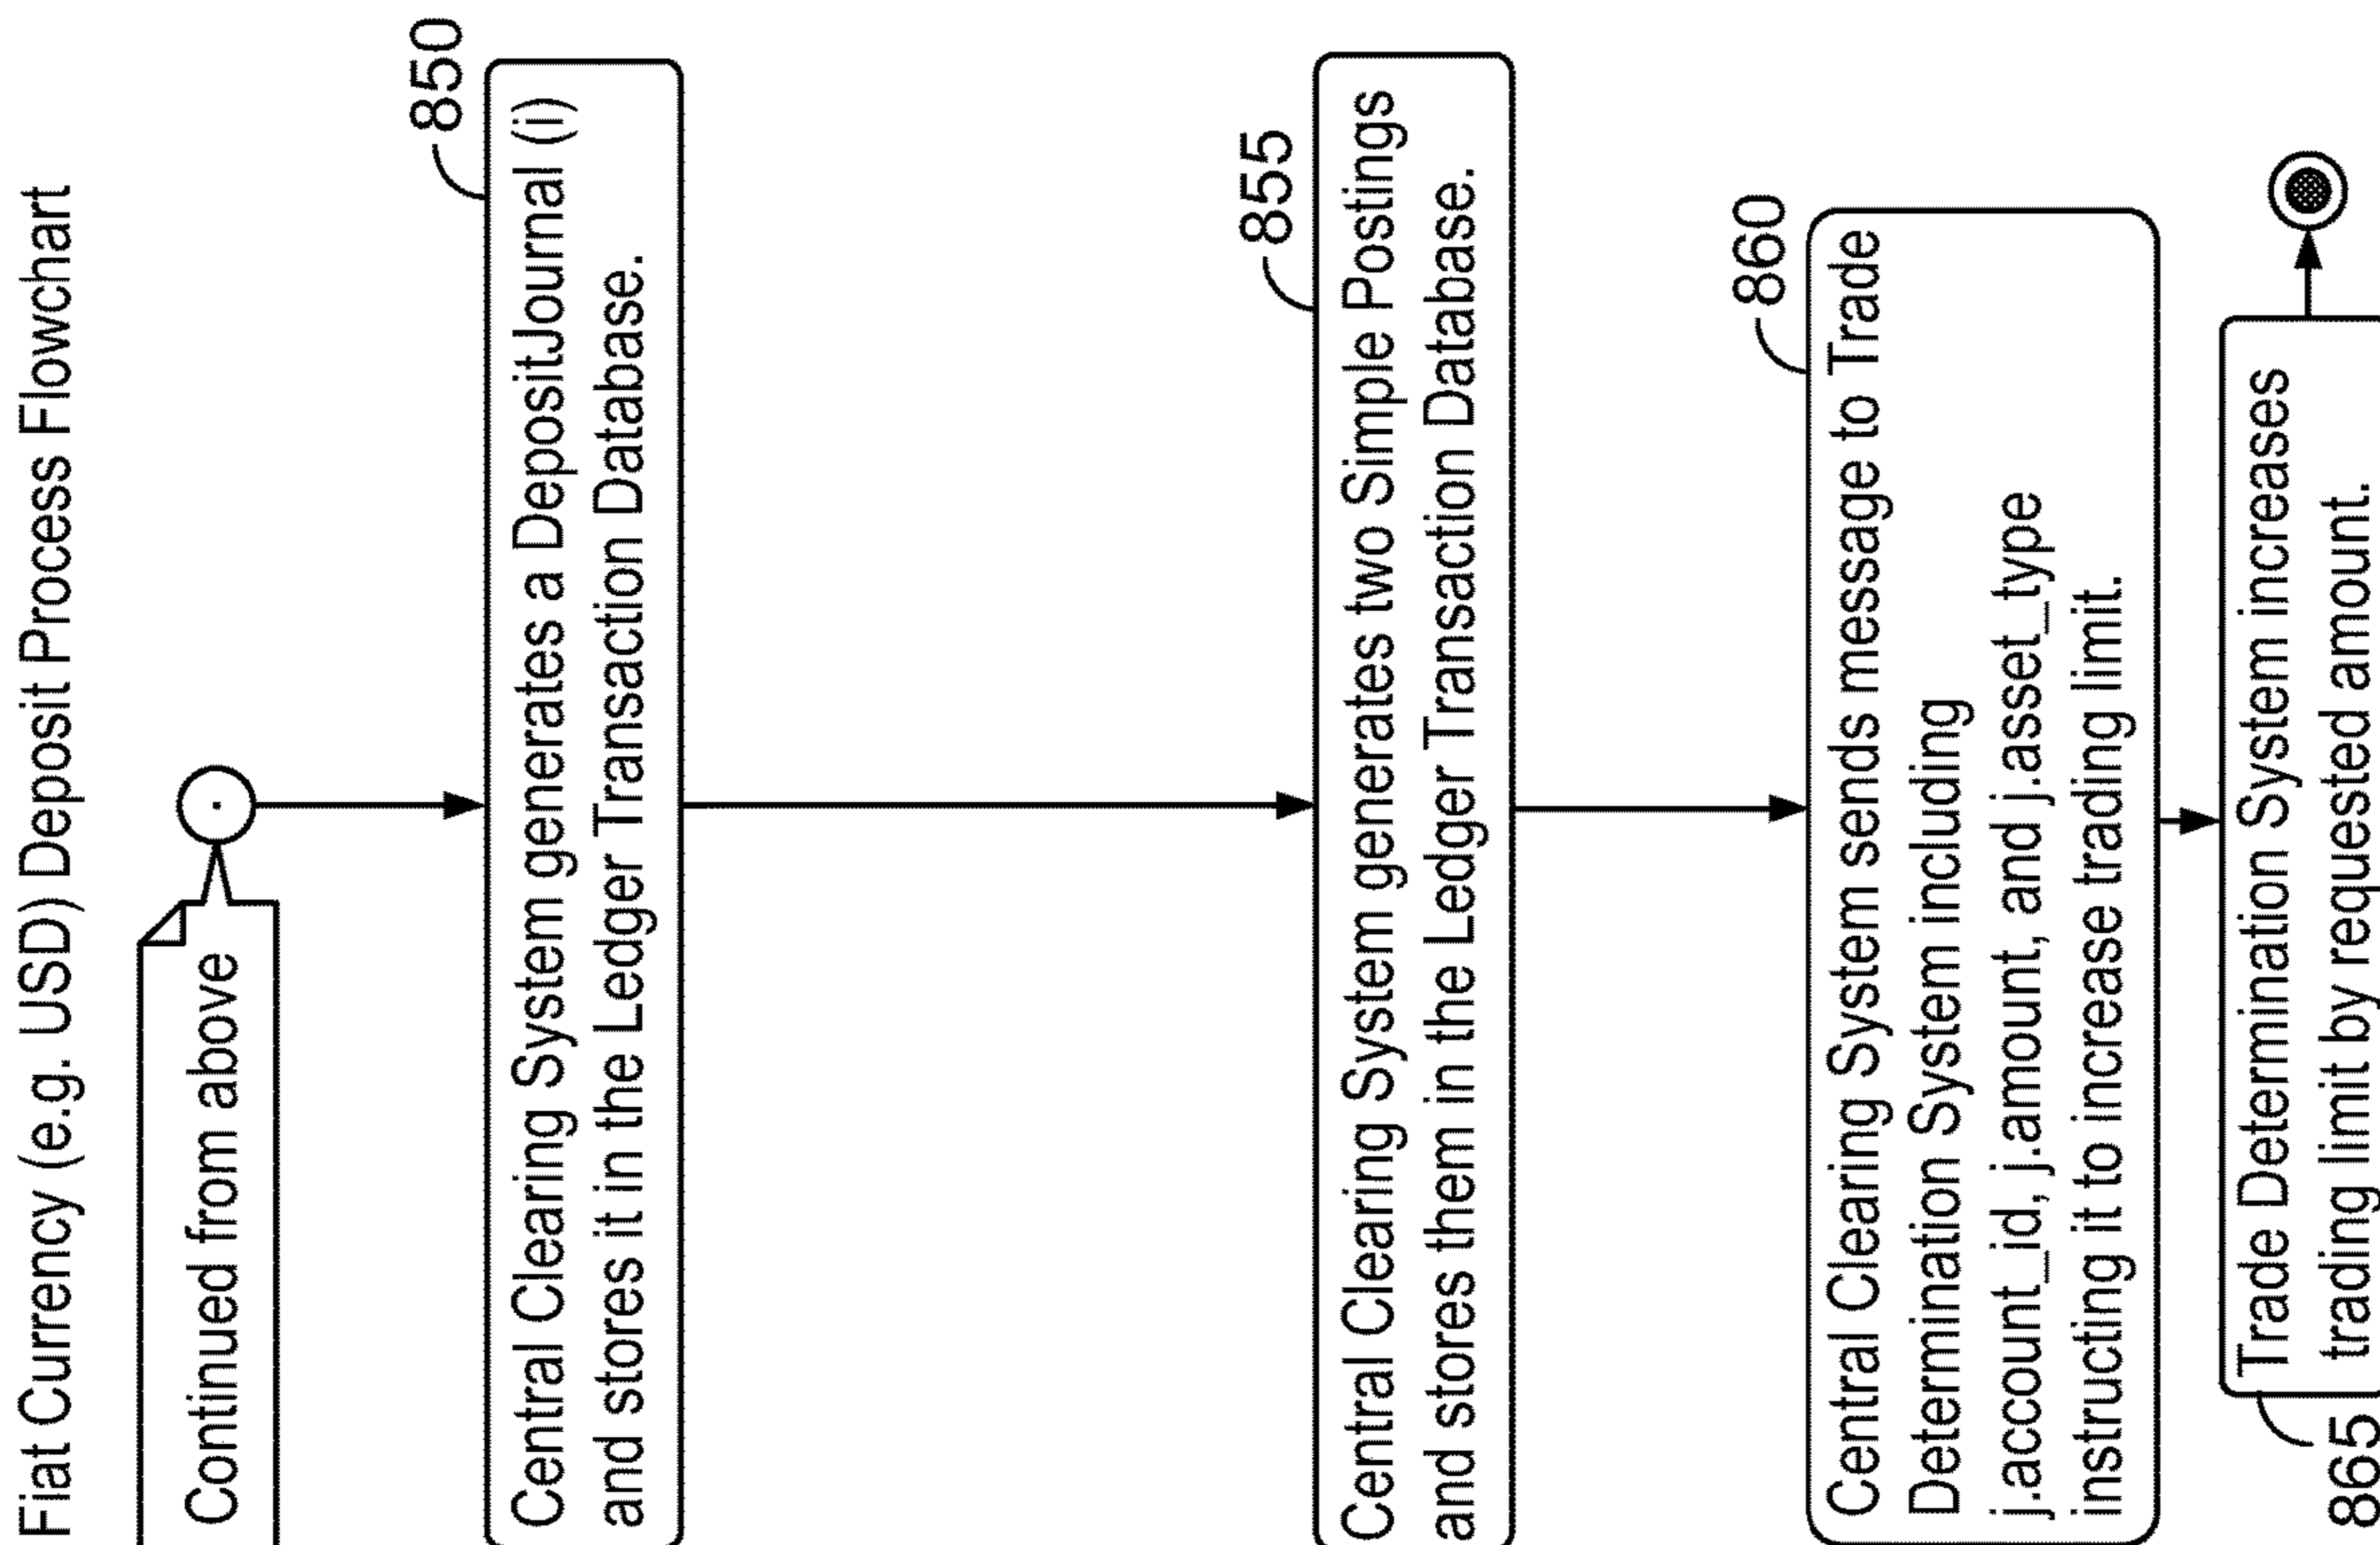 Fiat Currency (e.g. USD) Deposit Process Flowchart
Continued from above
850
Central Clearing System generates a DepositJournal (i)
and stores it in the Ledger Transaction Database.
855
Central Clearing System generates two Simple Postings
and stores them in the Ledger Transaction Database.
860
Central Clearing System sends message to Trade
Determination System including
j.account_id, j.amount, and j.asset_type
instructing it to increase trading limit.
865
Trade Determination System increases
trading limit by requested amount.